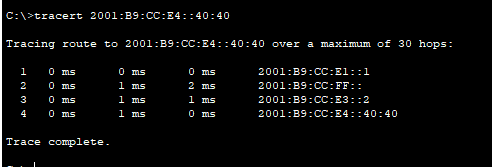 C:\>tracert 2001:B9:CC:E4::40:40
Tracing route to 2001:B9:CC:E4::40:40 over a maximum of 30 hops:
1 0 ms 0 ms 0 ms 2001:B9:CC:E1::1
2 0 ms 1 ms 2 ms 2001:B9:CC:FF::
3 0 ms 1 ms 1 ms 2001:B9:CC:E3::2
4 0 ms 1 ms 0 ms 2001:B9:CC:E4::40:40
Trace complete.